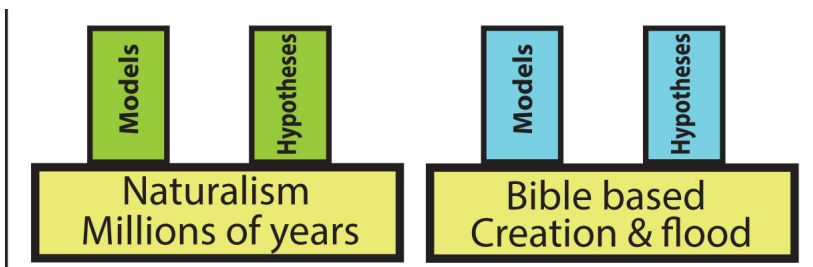 Models
Hypotheses
Naturalism
Millions of years
Models
Hypotheses
Bible based
Creation & flood